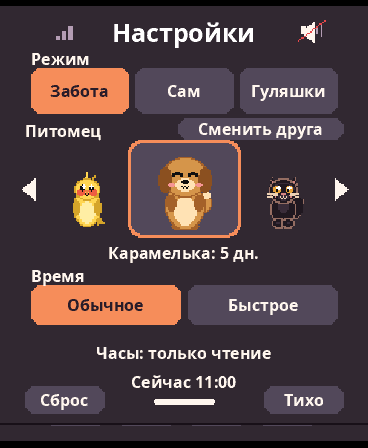 Настройки
Режим
Забота Сам Гуляшки
Питомец Сменить друга
Карамелька: 5 дн.
Время
Обычное Быстрое
Часы: только чтение
Сейчас 11:00
Сброс Тихо